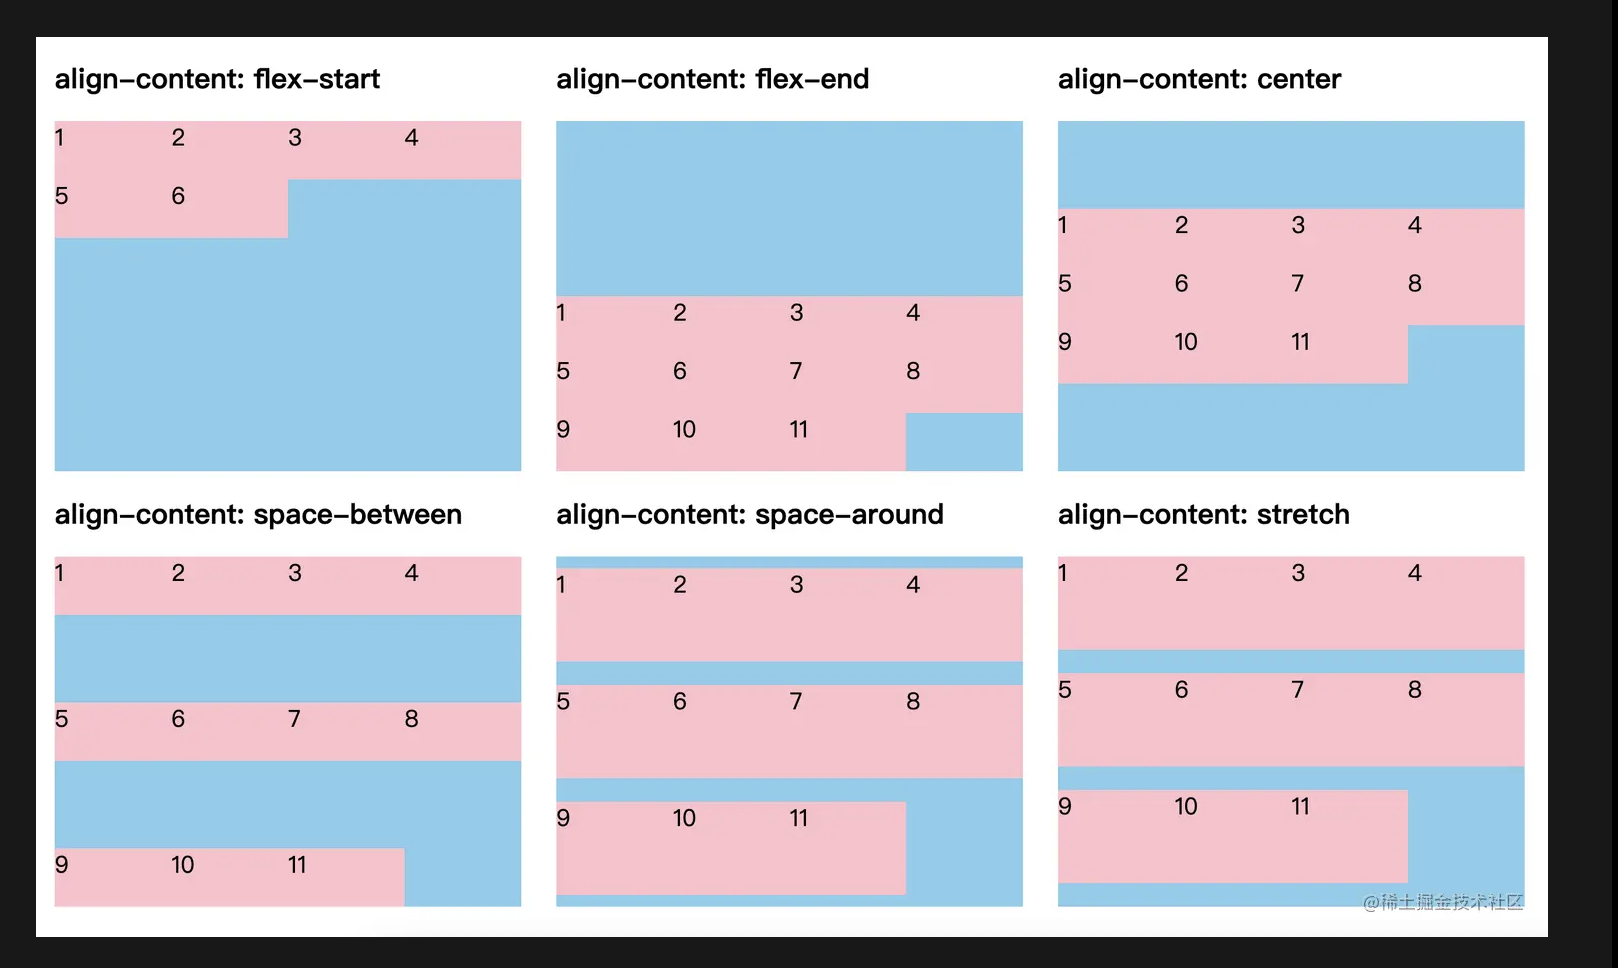 align-content: flex-start
1 2 3 4
5 6
align-content: flex-end
1 2 3 4
5 6 7 8
9 10 11
align-content: center
1 2 3 4
5 6 7 8
9 10 11
align-content: space-between
1 2 3 4
5 6 7 8
9 10 11
align-content: space-around
1 2 3 4
5 6 7 8
9 10 11
align-content: stretch
1 2 3 4
5 6 7 8
9 10 11
@稀土掘金技术社区